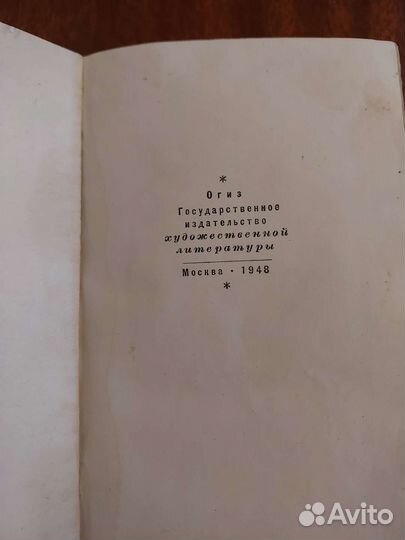 *
Огиз
Государственное
издательство
художественной
литературы
Москва · 1948
*
Avito